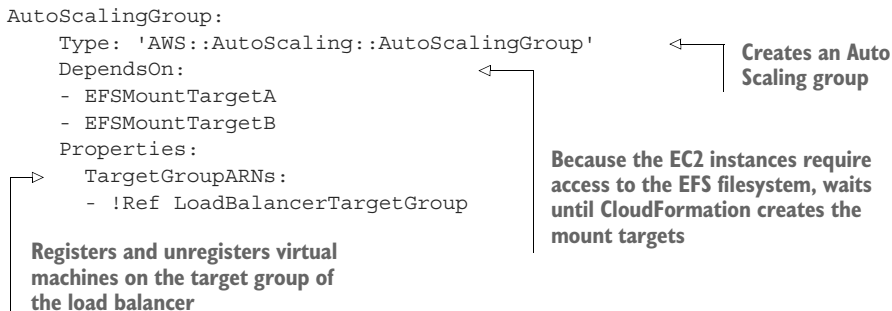 AutoScalingGroup:
Type: 'AWS::AutoScaling::AutoScalingGroup'
DependsOn:
- EFSMountTargetA
- EFSMountTargetB
Properties:
TargetGroupARNs:
- !Ref LoadBalancerTargetGroup
Creates an Auto
Scaling group
Because the EC2 instances require
access to the EFS filesystem, waits
until CloudFormation creates the
mount targets
Registers and unregisters virtual
machines on the target group of
the load balancer